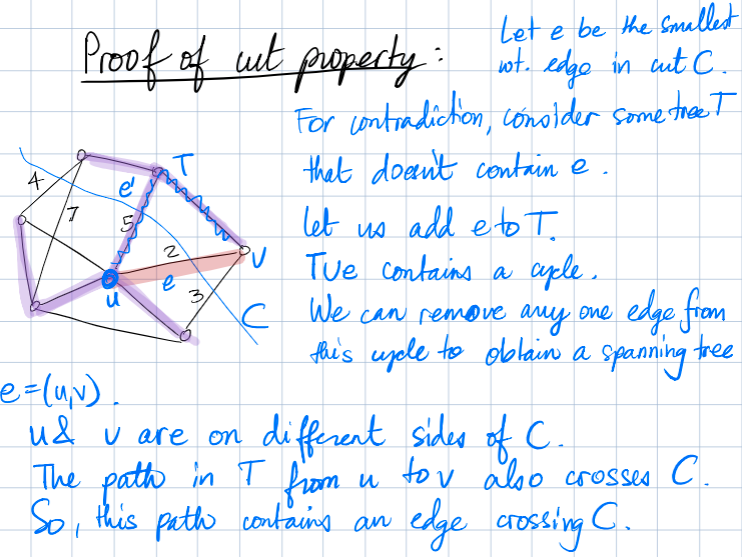 Proof of cut property:
Let e be the smallest
wt. edge in cut C.
For contradiction, consider some tree T
that doesn't contain e.
Let us add e to T.
TUe contains a cycle.
We can remove any one edge from
this cycle to obtain a spanning tree
T
4
e'
7
5
2
v
u
e
3
C
e=(u,v).
u & v are on different sides of C.
The path in T from u to v also crosses C.
So, this path contains an edge crossing C.